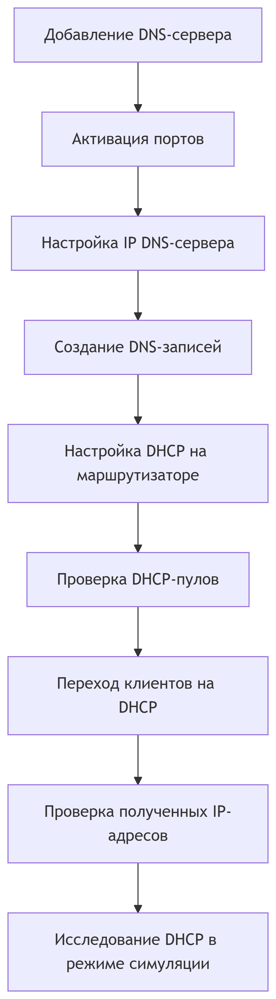 Добавление DNS-сервера
Активация портов
Настройка IP DNS-сервера
Создание DNS-записей
Настройка DHCP на
маршрутизаторе
Проверка DHCP-пулов
Переход клиентов на
DHCP
Проверка полученных IP-
адресов
Исследование DHCP в
режиме симуляции